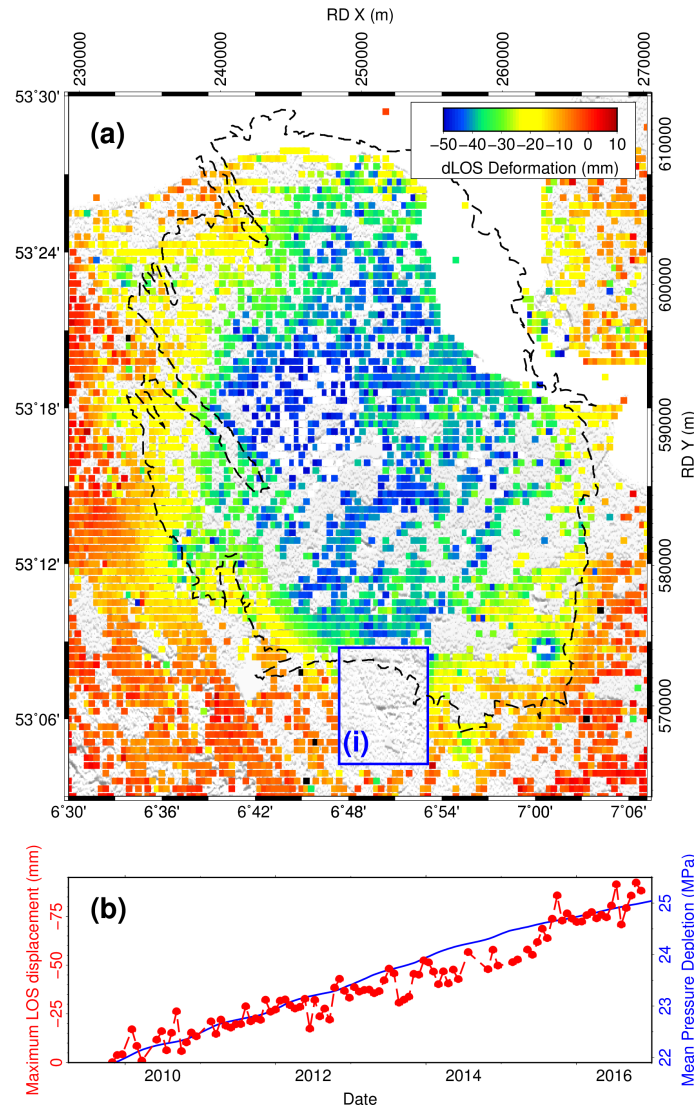 RD X (m)
230000 240000 250000 260000 270000
53˚30'
(a)
−50 −40 −30 −20 −10 0 10
dLOS Deformation (mm)
610000
53˚24'
600000
53˚18'
590000
RD Y (m)
53˚12'
580000
53˚06'
570000
(i)
6˚30' 6˚36' 6˚42' 6˚48' 6˚54' 7˚00' 7˚06'
(b)
Maximum LOS displacement (mm)
−75
−50
−25
0
25
24
23
22
Mean Pressure Depletion (MPa)
2010 2012 2014 2016
Date